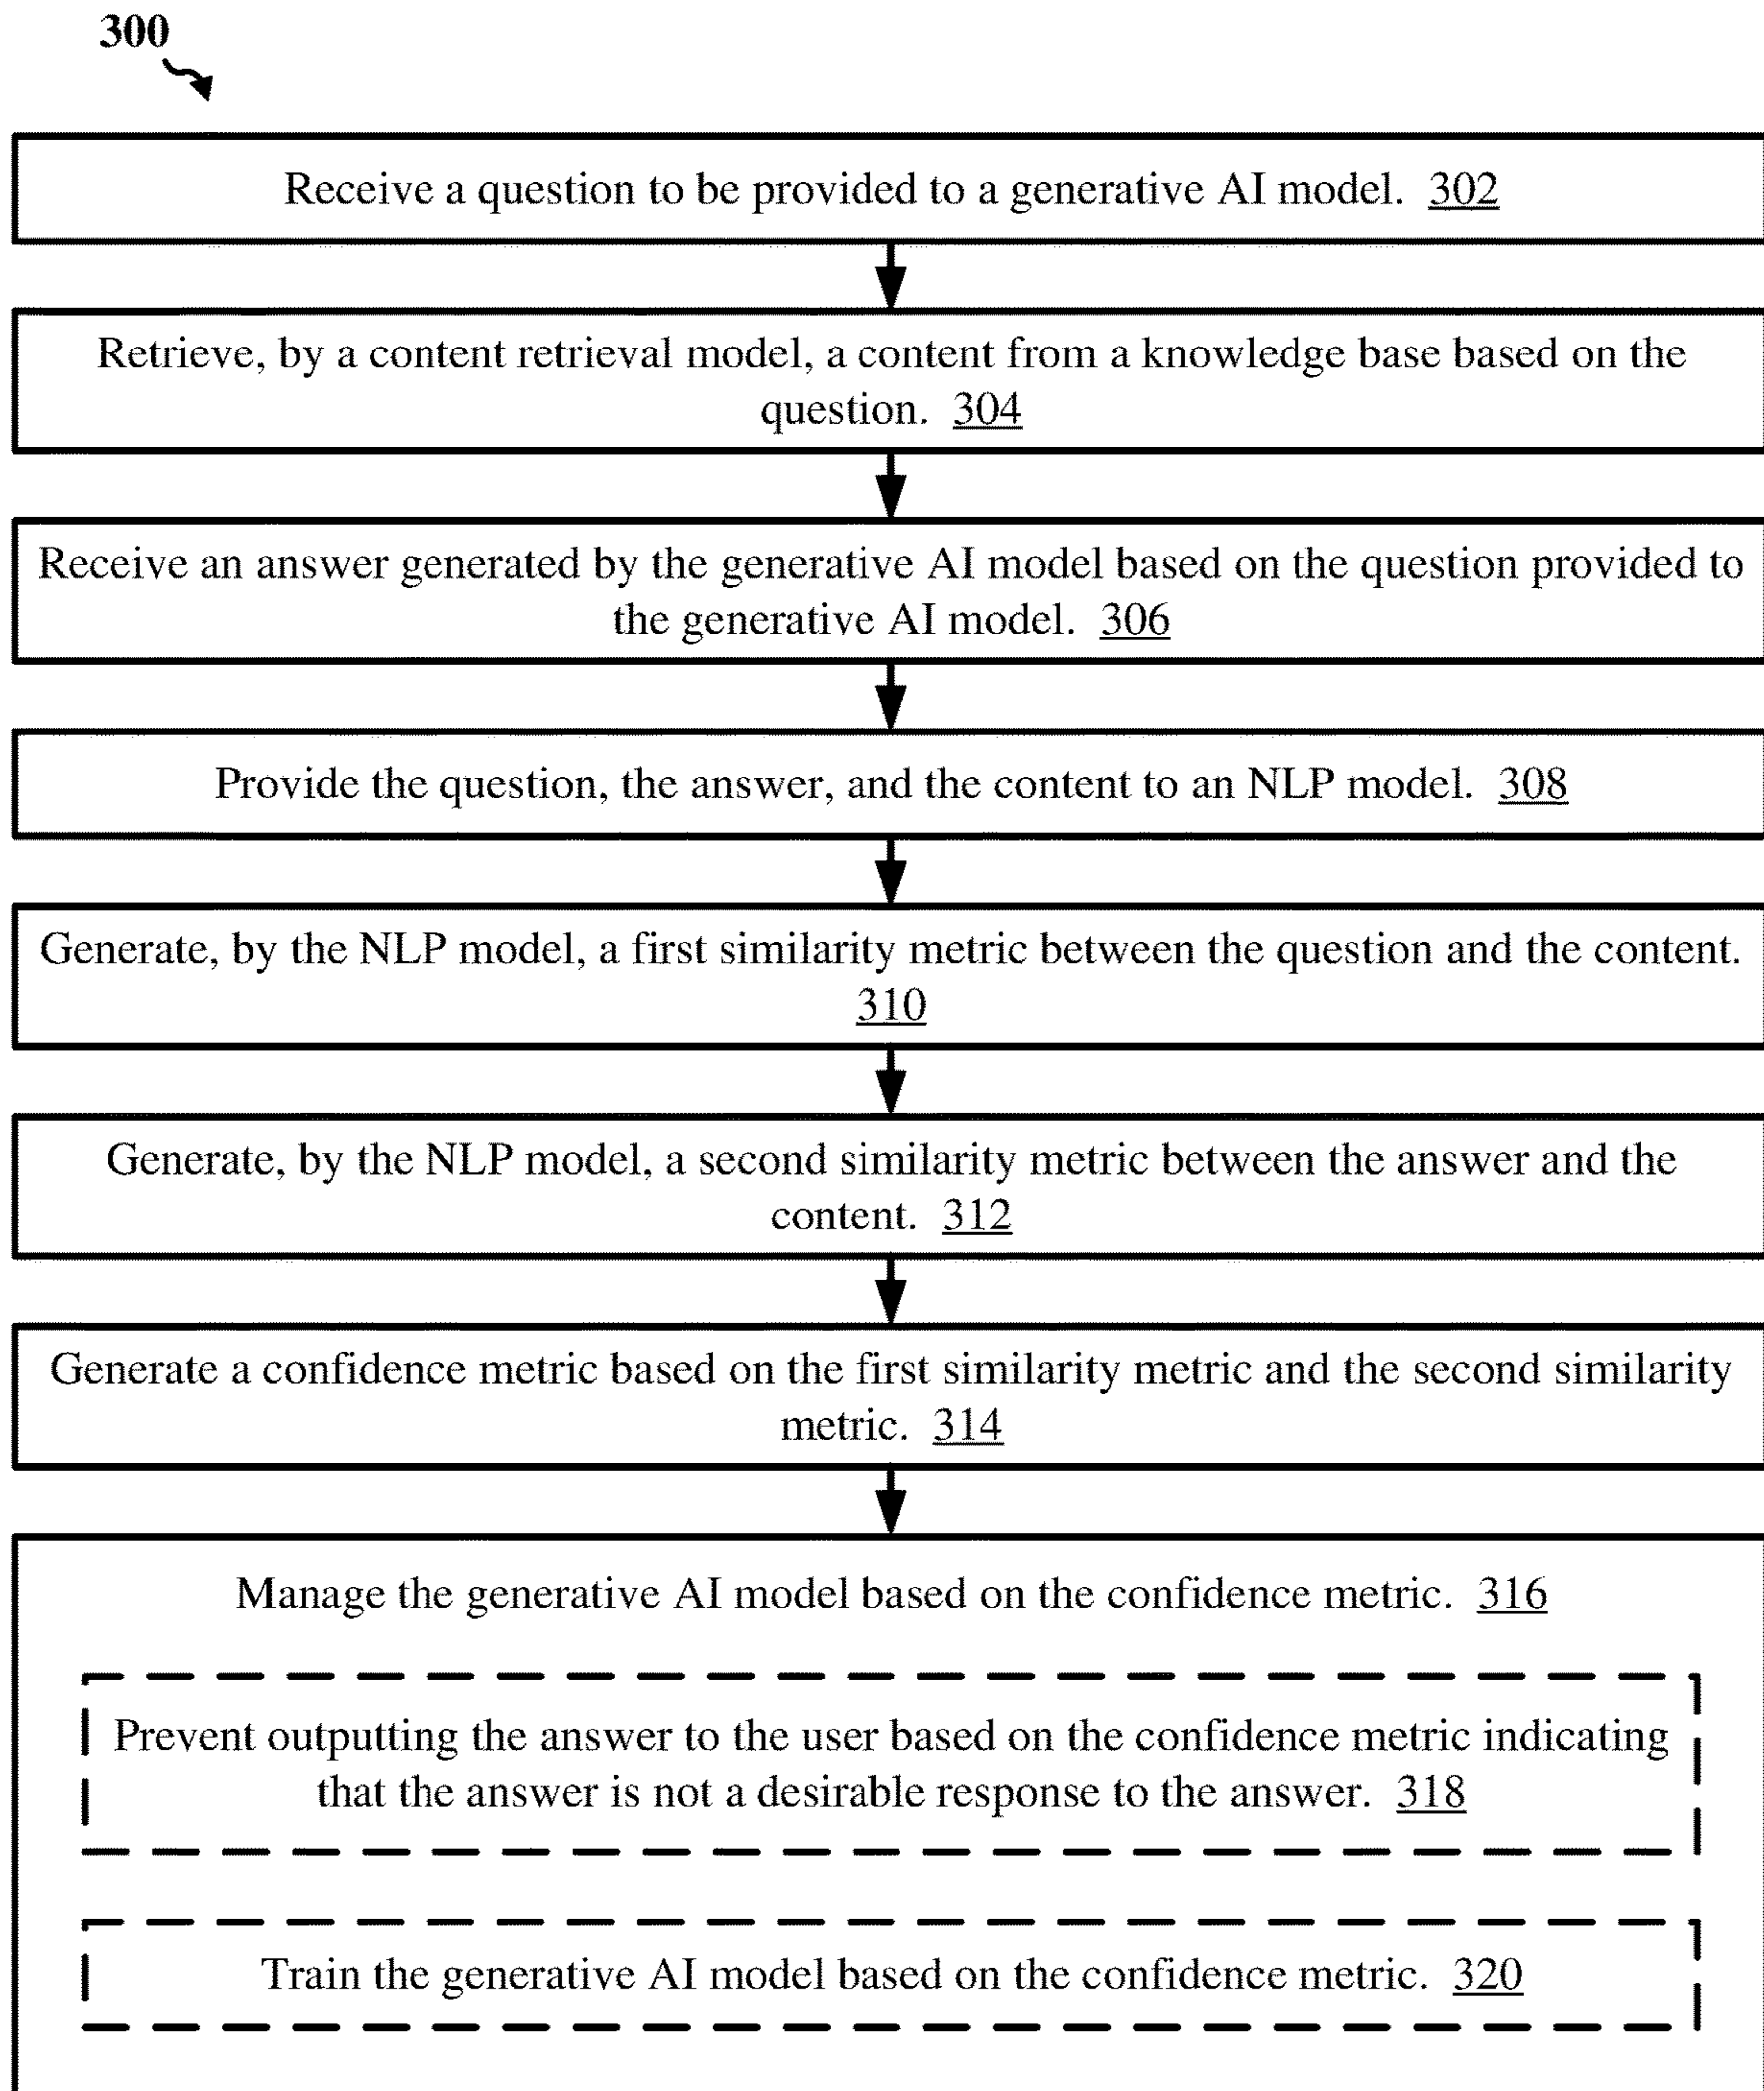 300
Receive a question to be provided to a generative AI model. 302
Retrieve, by a content retrieval model, a content from a knowledge base based on the
question. 304
Receive an answer generated by the generative AI model based on the question provided to
the generative AI model. 306
Provide the question, the answer, and the content to an NLP model. 308
Generate, by the NLP model, a first similarity metric between the question and the content.
310
Generate, by the NLP model, a second similarity metric between the answer and the
content. 312
Generate a confidence metric based on the first similarity metric and the second similarity
metric. 314
Manage the generative AI model based on the confidence metric. 316
Prevent outputting the answer to the user based on the confidence metric indicating
that the answer is not a desirable response to the answer. 318
Train the generative AI model based on the confidence metric. 320